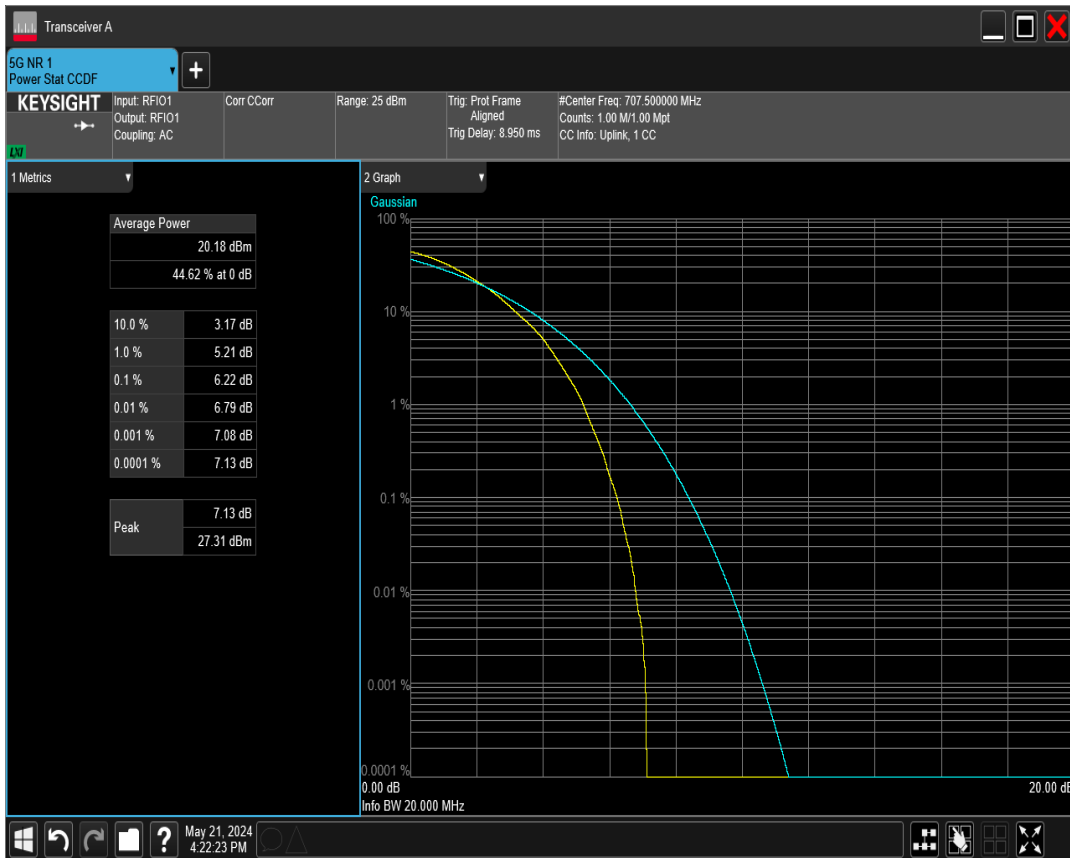 Transceiver A
5G NR 1
Power Stat CCDF
+
KEYSIGHT
LXI
Input: RFIO1
Output: RFIO1
Coupling: AC
Corr CCorr
Range: 25 dBm
Trig: Prot Frame
Aligned
Trig Delay: 8.950 ms
#Center Freq: 707.500000 MHz
Counts: 1.00 M/1.00 Mpt
CC Info: Uplink, 1 CC
1 Metrics
Average Power
20.18 dBm
44.62 % at 0 dB
10.0 % 3.17 dB
1.0 % 5.21 dB
0.1 % 6.22 dB
0.01 % 6.79 dB
0.001 % 7.08 dB
0.0001 % 7.13 dB
Peak 7.13 dB
27.31 dBm
2 Graph
Gaussian
100 %
10 %
1 %
0.1 %
0.01 %
0.001 %
0.0001 %
0.00 dB 20.00 dB
Info BW 20.000 MHz
? May 21, 2024
4:22:23 PM